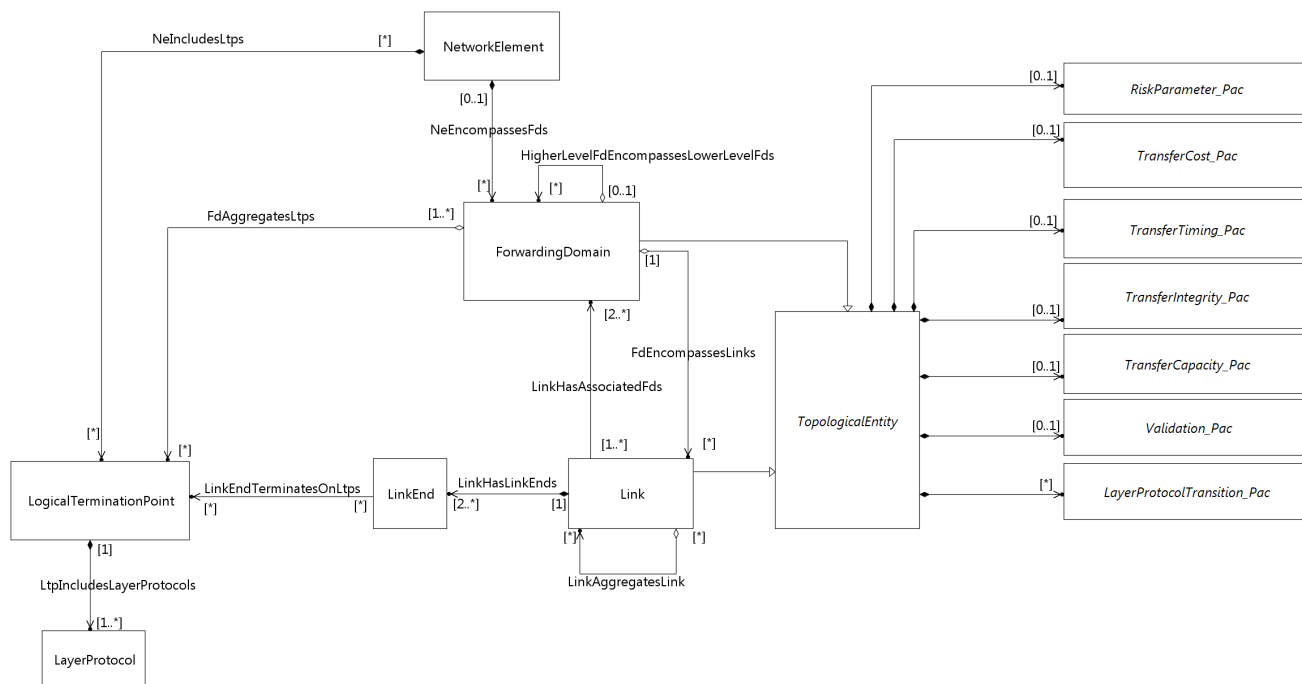 NeIncludesLtps
[*]
NetworkElement
[0..1]
NeEncompassesFds
HigherLevelFdEncompassesLowerLevelFds
[*]
[*]
[0..1]
FdAggregatesLtps
[1..*]
ForwardingDomain
[1]
[2..*]
FdEncompassesLinks
LinkHasAssociatedFds
[*]
[*]
[1..*]
[*]
LogicalTerminationPoint
LinkEndTerminatesOnLtps
[*]
[*]
LinkEnd
LinkHasLinkEnds
[2..*]
[1]
Link
[*]
[*]
LinkAggregatesLink
[1]
LtpIncludesLayerProtocols
[1..*]
LayerProtocol
TopologicalEntity
[0..1]
RiskParameter_Pac
[0..1]
TransferCost_Pac
[0..1]
TransferTiming_Pac
[0..1]
TransferIntegrity_Pac
[0..1]
TransferCapacity_Pac
[0..1]
Validation_Pac
[*]
LayerProtocolTransition_Pac